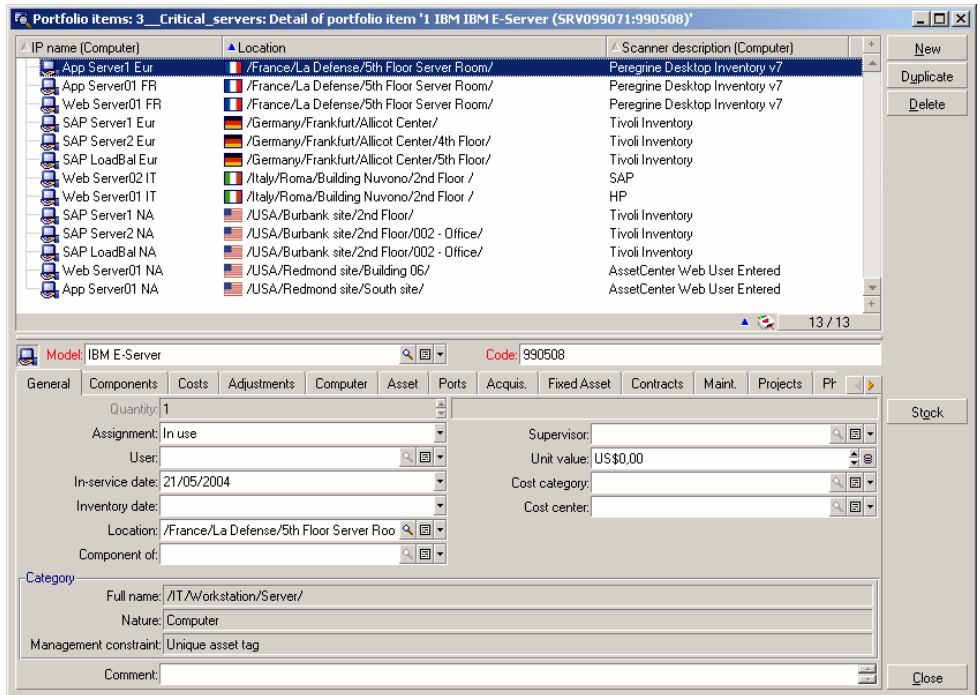 Portfolio items: 3__Critical_servers: Detail of portfolio item '1 IBM IBM E-Server (SRV099071:990508)'
IP name (Computer) Location Scanner description (Computer)
App Server1 Eur /France/La Defense/5th Floor Server Room/ Peregrine Desktop Inventory v7
App Server01 FR /France/La Defense/5th Floor Server Room/ Peregrine Desktop Inventory v7
Web Server01 FR /France/La Defense/5th Floor Server Room/ Peregrine Desktop Inventory v7
SAP Server1 Eur /Germany/Frankfurt/Allicot Center/ Tivoli Inventory
SAP Server2 Eur /Germany/Frankfurt/Allicot Center/4th Floor/ Tivoli Inventory
SAP LoadBal Eur /Germany/Frankfurt/Allicot Center/5th Floor/ Tivoli Inventory
Web Server02 IT /Italy/Roma/Building Nuvono/2nd Floor / SAP
Web Server01 IT /Italy/Roma/Building Nuvono/2nd Floor / HP
SAP Server1 NA /USA/Burbank site/2nd Floor/ Tivoli Inventory
SAP Server2 NA /USA/Burbank site/2nd Floor/002 - Office/ Tivoli Inventory
SAP LoadBal NA /USA/Burbank site/2nd Floor/002 - Office/ Tivoli Inventory
Web Server01 NA /USA/Redmond site/Building 06/ AssetCenter Web User Entered
App Server01 NA /USA/Redmond site/South site/ AssetCenter Web User Entered
13 / 13
New
Duplicate
Delete
Model: IBM E-Server Code: 990508
General Components Costs Adjustments Computer Asset Ports Acquis. Fixed Asset Contracts Maint. Projects Ph
Quantity: 1
Stock
Assignment: In use Supervisor:
User: Unit value: US$0,00
In-service date: 21/05/2004 Cost category:
Inventory date: Cost center:
Location: /France/La Defense/5th Floor Server Roo
Component of:
Category
Full name: /IT/Workstation/Server/
Nature: Computer
Management constraint: Unique asset tag
Comment:
Close